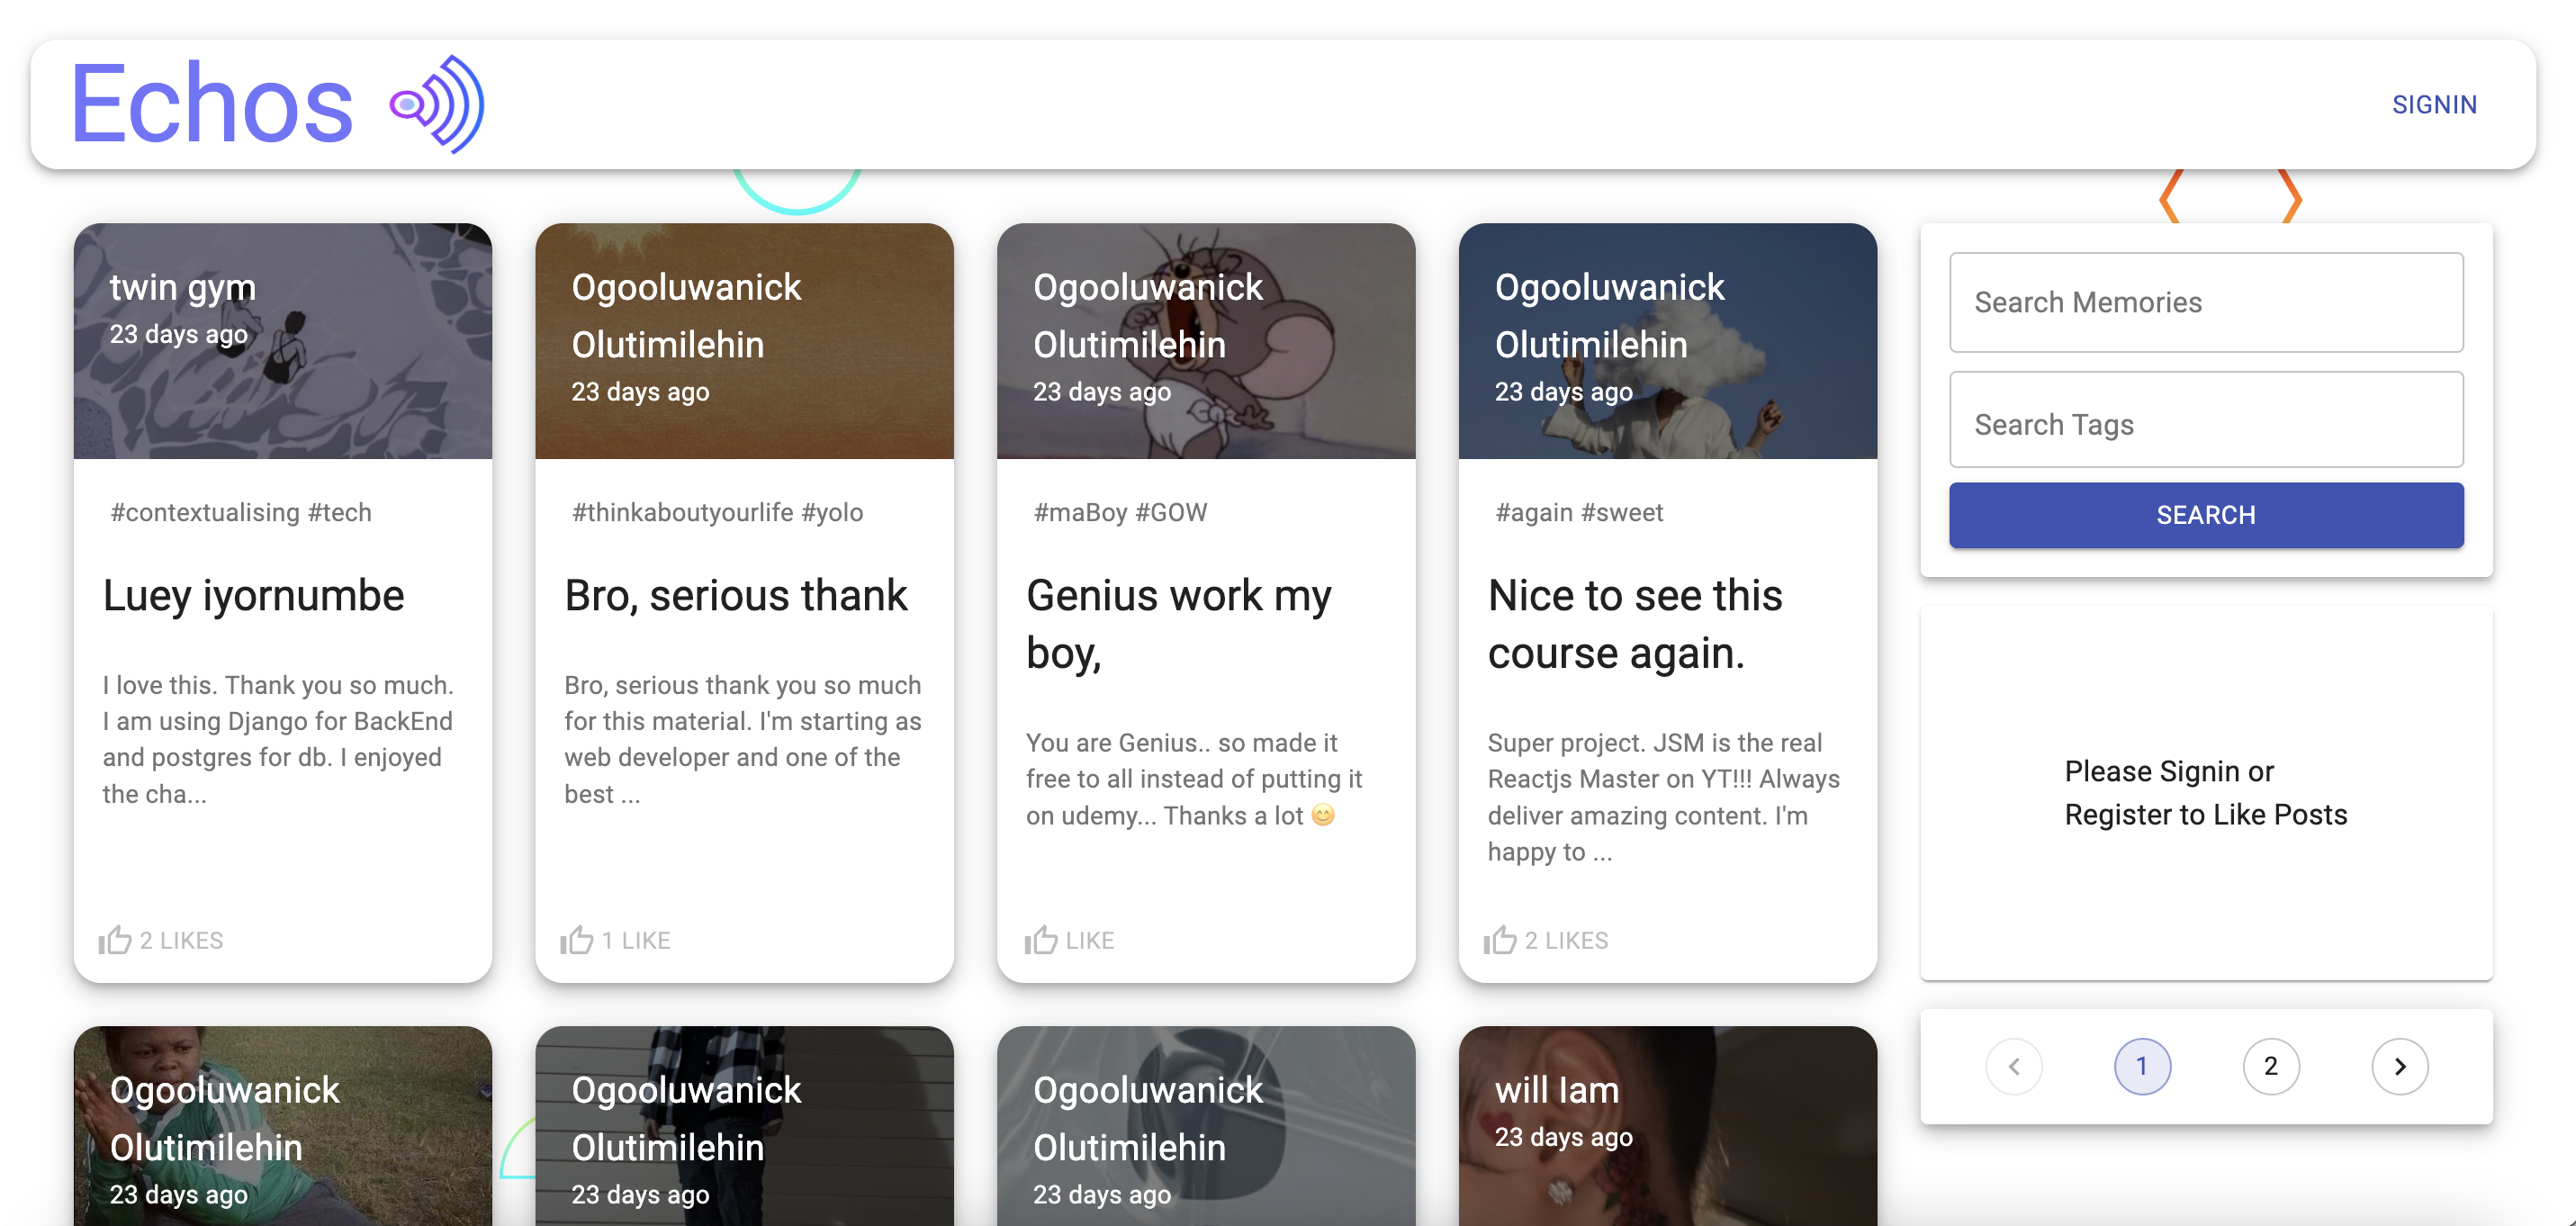 Echos
SIGNIN
twin gym
23 days ago
#contextualising #tech
Luey iyornumbe
I love this. Thank you so much.
I am using Django for BackEnd
and postgres for db. I enjoyed
the cha...
2 LIKES
Ogooluwanick
Olutimilehin
23 days ago
#thinkaboutyourlife #yolo
Bro, serious thank
Bro, serious thank you so much
for this material. I'm starting as
web developer and one of the
best ...
1 LIKE
Ogooluwanick
Olutimilehin
23 days ago
#maBoy #GOW
Genius work my
boy,
You are Genius.. so made it
free to all instead of putting it
on udemy... Thanks a lot 😊
LIKE
Ogooluwanick
Olutimilehin
23 days ago
#again #sweet
Nice to see this
course again.
Super project. JSM is the real
Reactjs Master on YT!!! Always
deliver amazing content. I'm
happy to ...
2 LIKES
Search Memories
Search Tags
SEARCH
Please Signin or
Register to Like Posts
1
2
Ogooluwanick
Olutimilehin
23 days ago
Ogooluwanick
Olutimilehin
23 days ago
Ogooluwanick
Olutimilehin
23 days ago
will Iam
23 days ago